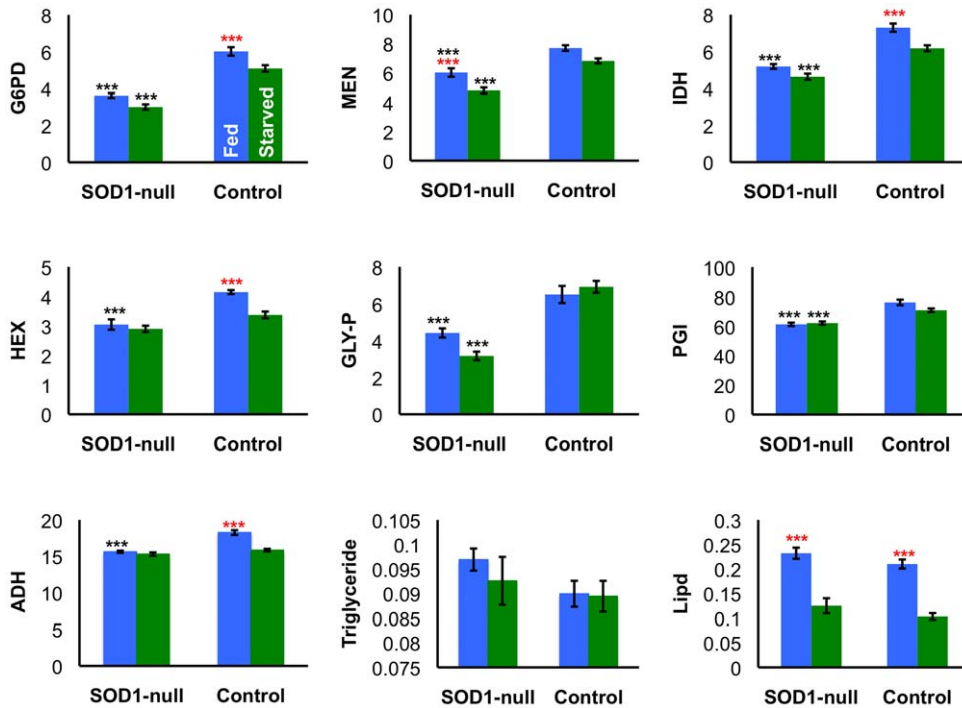 G6PD
8
6
4
2
0
***
***
***
Fed
Starved
SOD1-null
Control
MEN
10
8
6
4
2
0
***
***
***
SOD1-null
Control
IDH
8
6
4
2
0
***
***
***
SOD1-null
Control
HEX
5
4
3
2
1
0
***
***
SOD1-null
Control
GLY-P
8
6
4
2
0
***
***
SOD1-null
Control
PGI
100
80
60
40
20
0
***
***
SOD1-null
Control
ADH
20
15
10
5
0
***
***
SOD1-null
Control
Triglyceride
0.105
0.1
0.095
0.09
0.085
0.08
0.075
SOD1-null
Control
Lipd
0.3
0.25
0.2
0.15
0.1
0.05
0
***
***
SOD1-null
Control